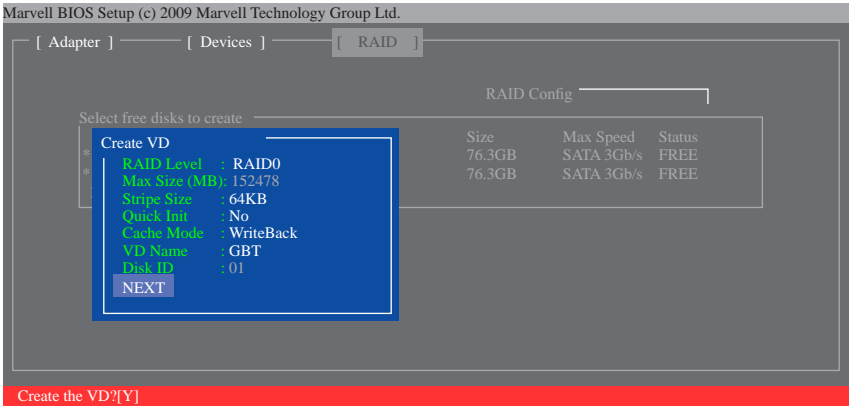 Marvell BIOS Setup (c) 2009 Marvell Technology Group Ltd.
[ Adapter ] [ Devices ] [ RAID ]
RAID Config
Select free disks to create
Size Max Speed Status
* 76.3GB SATA 3Gb/s FREE
* 76.3GB SATA 3Gb/s FREE
Create VD
RAID Level : RAID0
Max Size (MB): 152478
Stripe Size : 64KB
Quick Init : No
Cache Mode : WriteBack
VD Name : GBT
Disk ID : 01
NEXT
Create the VD?[Y]